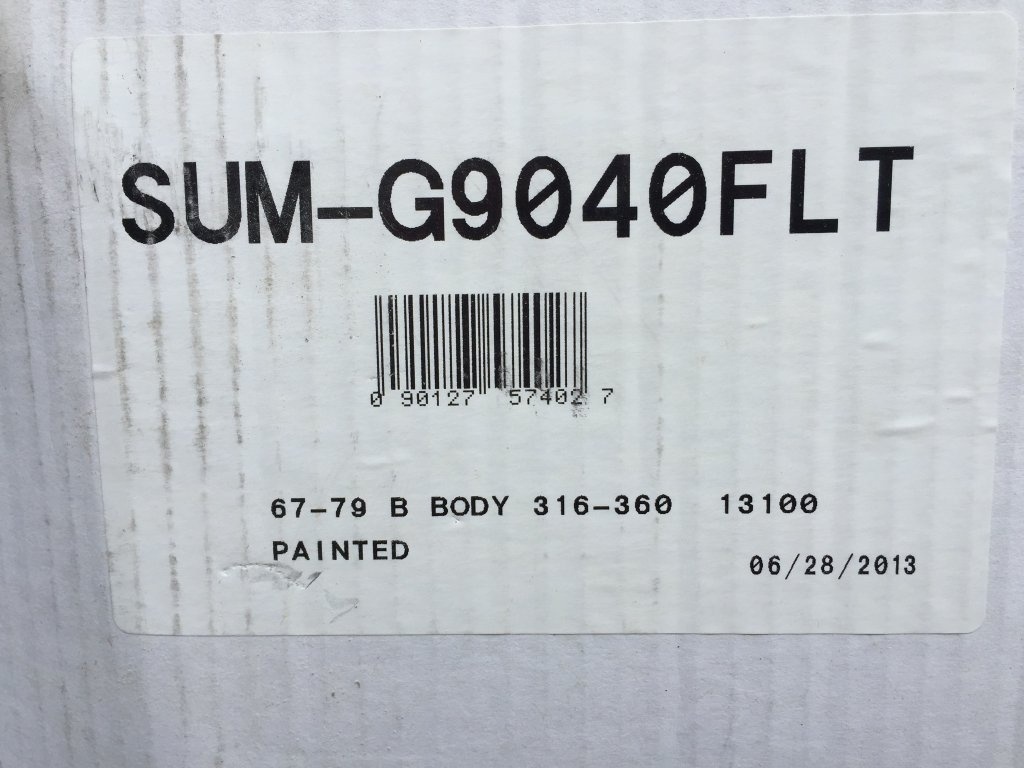 SUM-G9040FLT
0 90127 57402 7
67-79 B BODY 316-360 13100
PAINTED
06/28/2013